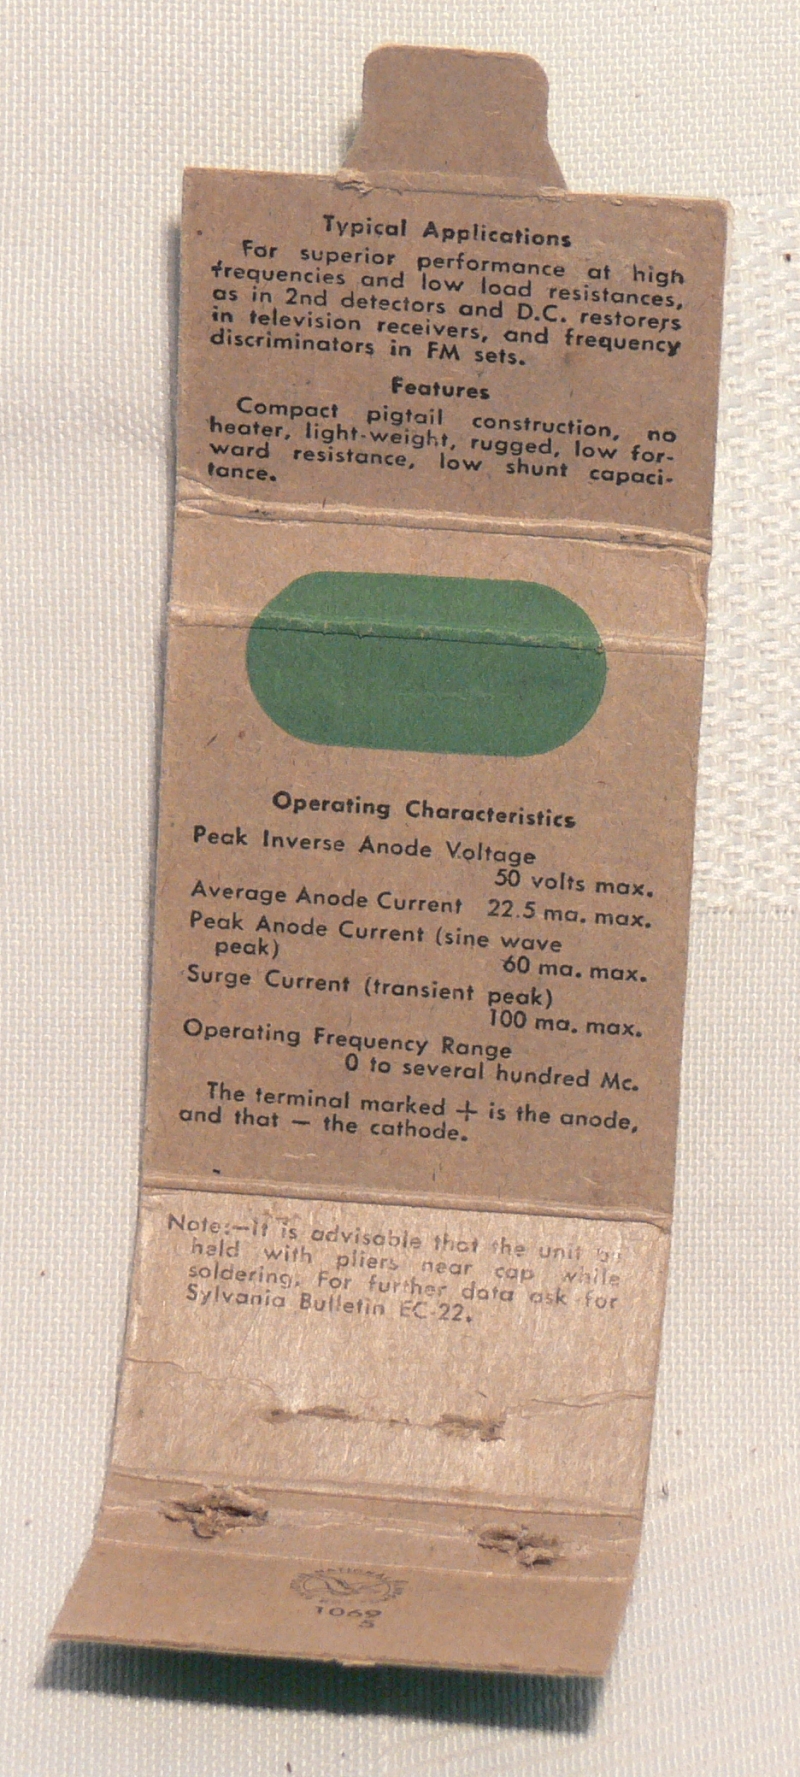 Typical Applications
For superior performance at high
frequencies and low load resistances,
as in 2nd detectors and D.C. restorers
in television receivers, and frequency
discriminators in FM sets.
Features
Compact pigtail construction, no
heater, light-weight, rugged, low for-
ward resistance, low shunt capaci-
tance.
Operating Characteristics
Peak Inverse Anode Voltage
50 volts max.
Average Anode Current 22.5 ma. max.
Peak Anode Current (sine wave
peak) 60 ma. max.
Surge Current (transient peak)
100 ma. max.
Operating Frequency Range
0 to several hundred Mc.
The terminal marked + is the anode,
and that — the cathode.
Note:—It is advisable that the unit be
held with pliers near cap while
soldering. For further data ask for
Sylvania Bulletin EC-22.
1069
5